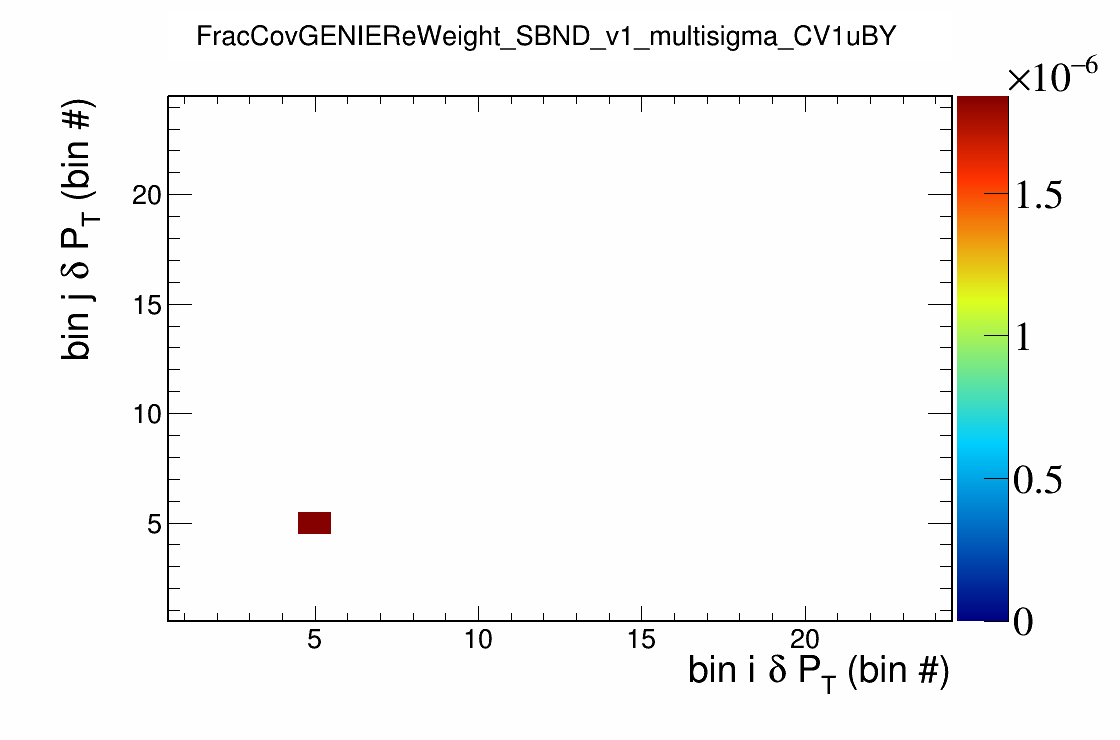 FracCovGENIEReWeight_SBND_v1_multisigma_CV1uBY
×10⁻⁶
bin j δ P_T (bin #)
20
15
10
5
1.5
1
0.5
0
5 10 15 20
bin i δ P_T (bin #)